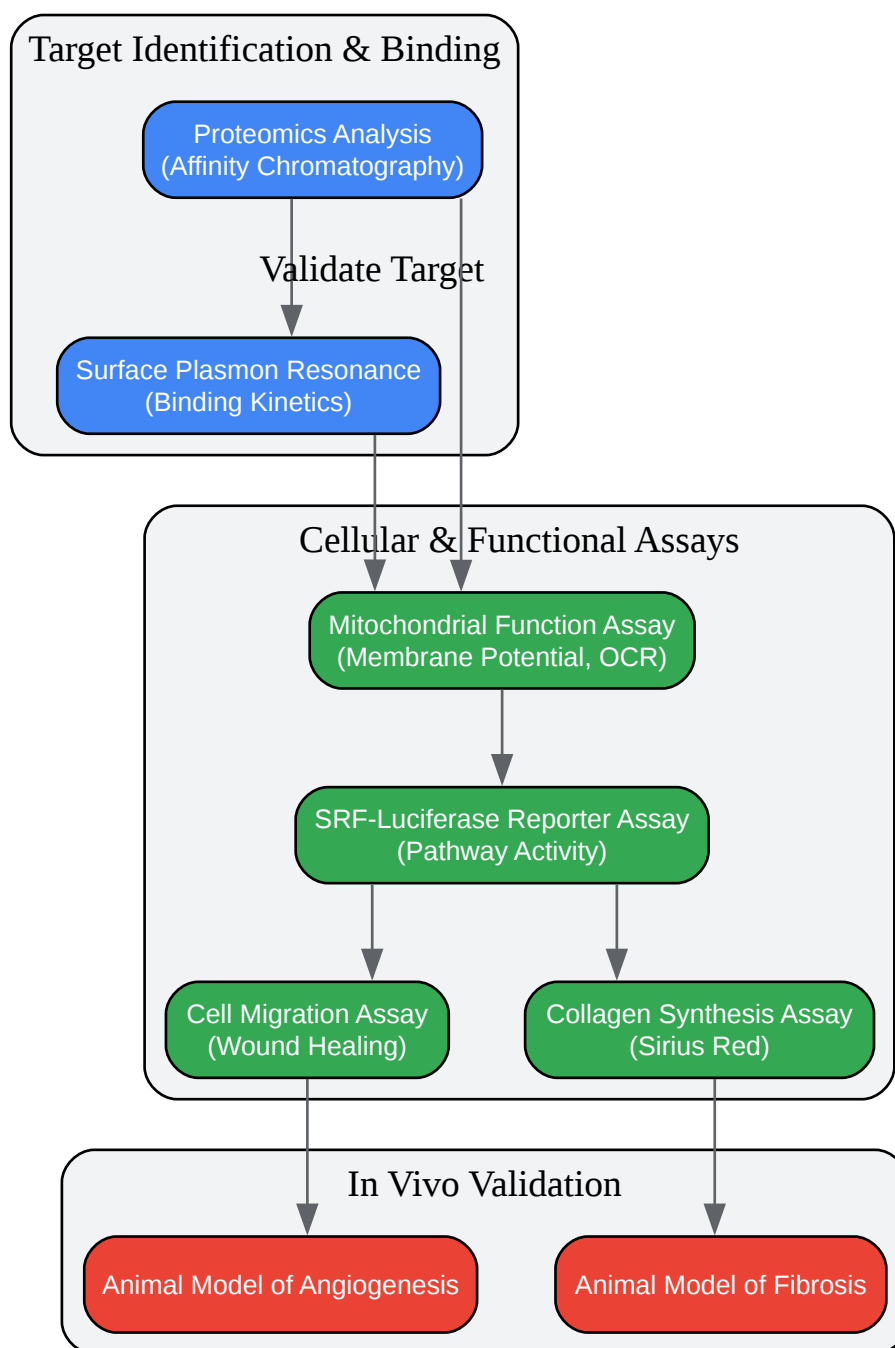 Target Identification & Binding
Proteomics Analysis
(Affinity Chromatography)
Validate Target
Surface Plasmon Resonance
(Binding Kinetics)
Cellular & Functional Assays
Mitochondrial Function Assay
(Membrane Potential, OCR)
SRF-Luciferase Reporter Assay
(Pathway Activity)
Cell Migration Assay
(Wound Healing)
Collagen Synthesis Assay
(Sirius Red)
In Vivo Validation
Animal Model of Angiogenesis
Animal Model of Fibrosis